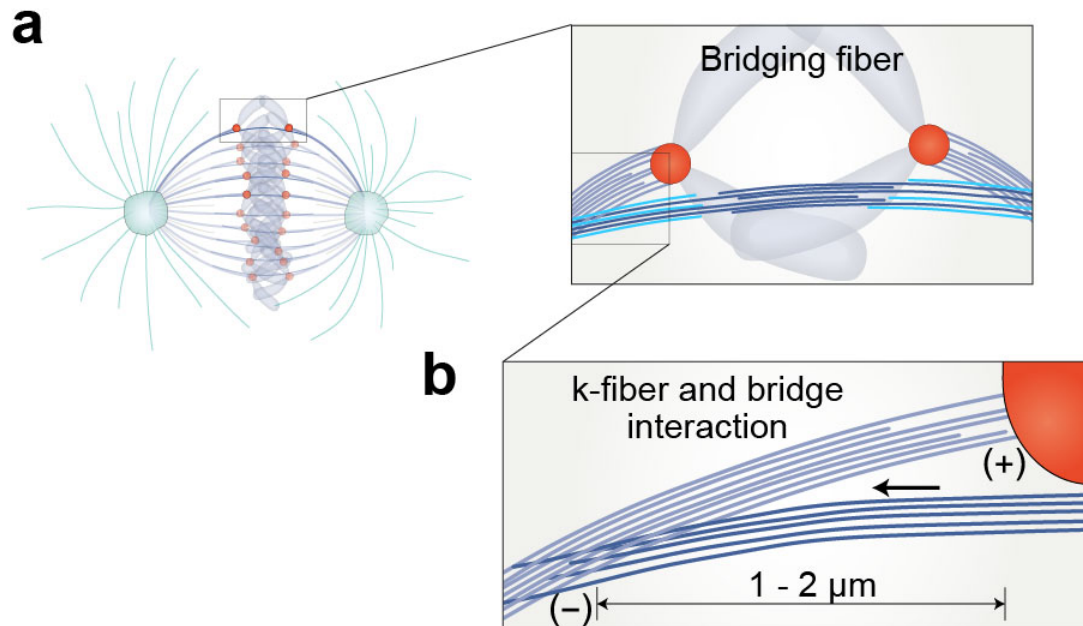 a
Bridging fiber
b
k-fiber and bridge
interaction
(+)
(−)
1 - 2 μm